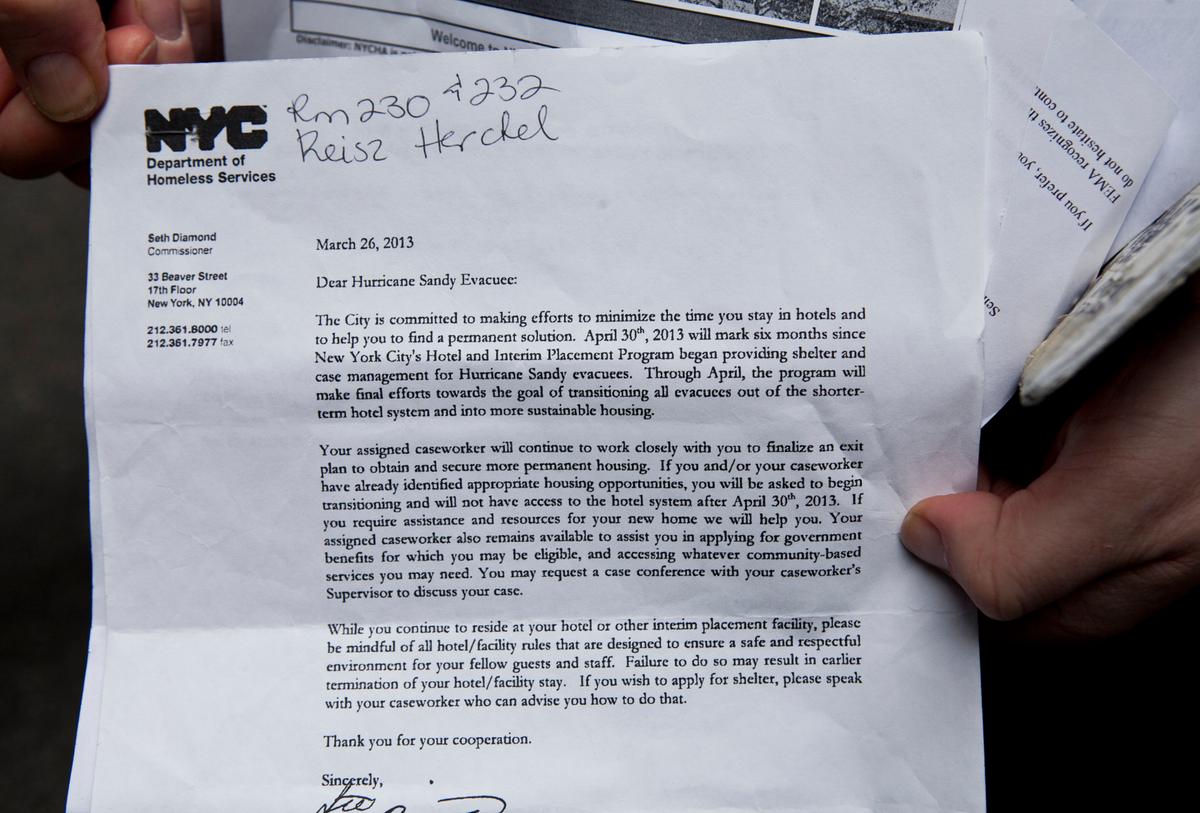 Welcome to
Disclaimer: NYCHA is
Rm 230 & 232
Reisz Herckel
NYC
Department of
Homeless Services
Seth Diamond
Commissioner
33 Beaver Street
17th Floor
New York, NY 10004
212.361.8000 tel
212.361.7977 fax
March 26, 2013
Dear Hurricane Sandy Evacuee:
The City is committed to making efforts to minimize the time you stay in hotels and
to help you to find a permanent solution. April 30th, 2013 will mark six months since
New York City's Hotel and Interim Placement Program began providing shelter and
case management for Hurricane Sandy evacuees. Through April, the program will
make final efforts towards the goal of transitioning all evacuees out of the shorter-
term hotel system and into more sustainable housing.
Your assigned caseworker will continue to work closely with you to finalize an exit
plan to obtain and secure more permanent housing. If you and/or your caseworker
have already identified appropriate housing opportunities, you will be asked to begin
transitioning and will not have access to the hotel system after April 30th, 2013. If
you require assistance and resources for your new home we will help you. Your
assigned caseworker also remains available to assist you in applying for government
benefits for which you may be eligible, and accessing whatever community-based
services you may need. You may request a case conference with your caseworker's
Supervisor to discuss your case.
While you continue to reside at your hotel or other interim placement facility, please
be mindful of all hotel/facility rules that are designed to ensure a safe and respectful
environment for your fellow guests and staff. Failure to do so may result in earlier
termination of your hotel/facility stay. If you wish to apply for shelter, please speak
with your caseworker who can advise you how to do that.
Thank you for your cooperation.
Sincerely,
If you prefer, you
FEMA recognizes
do not hesitate to cont